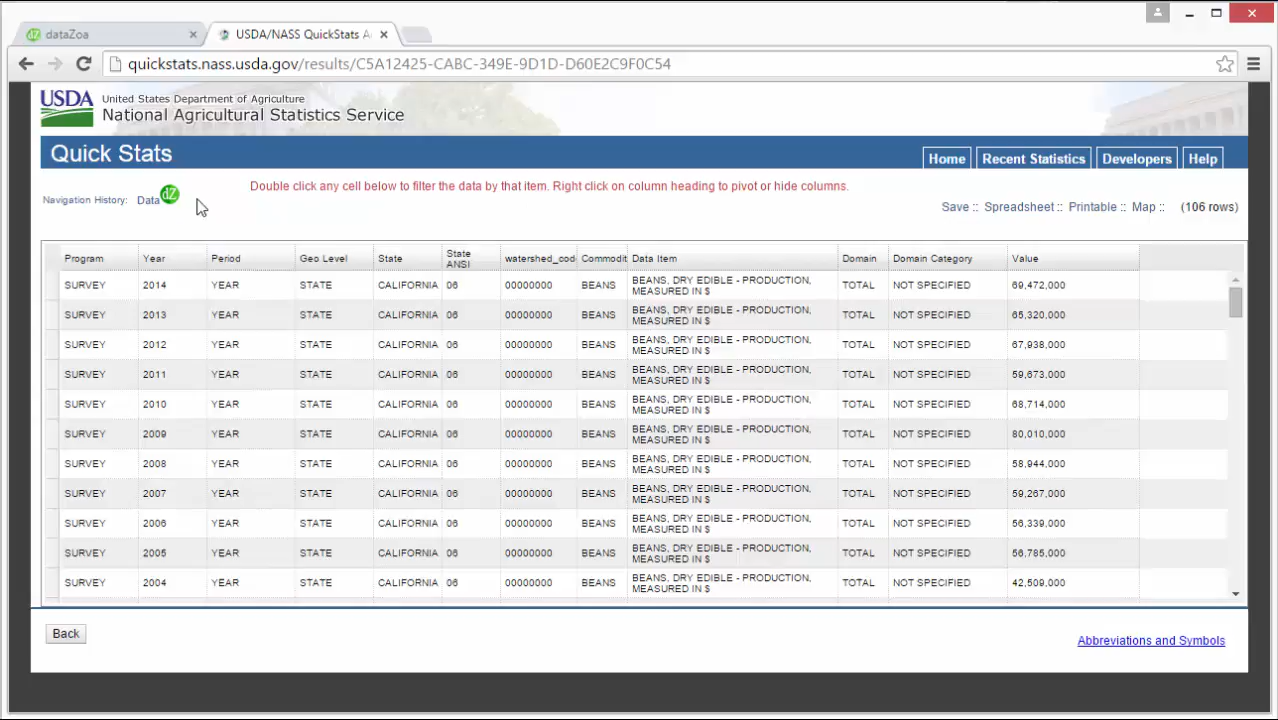 dataZoa
USDA/NASS QuickStats A
quickstats.nass.usda.gov/results/C5A12425-CABC-349E-9D1D-D60E2C9F0C54
USDA United States Department of Agriculture
National Agricultural Statistics Service
Quick Stats
Home Recent Statistics Developers Help
Double click any cell below to filter the data by that item. Right click on column heading to pivot or hide columns.
Navigation History: Data dZ
Save :: Spreadsheet :: Printable :: Map :: (106 rows)
Program Year Period Geo Level State State ANSI watershed_cod Commodit Data Item Domain Domain Category Value
SURVEY 2014 YEAR STATE CALIFORNIA 06 00000000 BEANS BEANS, DRY EDIBLE - PRODUCTION, MEASURED IN $ TOTAL NOT SPECIFIED 69,472,000
SURVEY 2013 YEAR STATE CALIFORNIA 06 00000000 BEANS BEANS, DRY EDIBLE - PRODUCTION, MEASURED IN $ TOTAL NOT SPECIFIED 65,320,000
SURVEY 2012 YEAR STATE CALIFORNIA 06 00000000 BEANS BEANS, DRY EDIBLE - PRODUCTION, MEASURED IN $ TOTAL NOT SPECIFIED 67,938,000
SURVEY 2011 YEAR STATE CALIFORNIA 06 00000000 BEANS BEANS, DRY EDIBLE - PRODUCTION, MEASURED IN $ TOTAL NOT SPECIFIED 59,673,000
SURVEY 2010 YEAR STATE CALIFORNIA 06 00000000 BEANS BEANS, DRY EDIBLE - PRODUCTION, MEASURED IN $ TOTAL NOT SPECIFIED 68,714,000
SURVEY 2009 YEAR STATE CALIFORNIA 06 00000000 BEANS BEANS, DRY EDIBLE - PRODUCTION, MEASURED IN $ TOTAL NOT SPECIFIED 80,010,000
SURVEY 2008 YEAR STATE CALIFORNIA 06 00000000 BEANS BEANS, DRY EDIBLE - PRODUCTION, MEASURED IN $ TOTAL NOT SPECIFIED 58,944,000
SURVEY 2007 YEAR STATE CALIFORNIA 06 00000000 BEANS BEANS, DRY EDIBLE - PRODUCTION, MEASURED IN $ TOTAL NOT SPECIFIED 59,267,000
SURVEY 2006 YEAR STATE CALIFORNIA 06 00000000 BEANS BEANS, DRY EDIBLE - PRODUCTION, MEASURED IN $ TOTAL NOT SPECIFIED 56,339,000
SURVEY 2005 YEAR STATE CALIFORNIA 06 00000000 BEANS BEANS, DRY EDIBLE - PRODUCTION, MEASURED IN $ TOTAL NOT SPECIFIED 56,785,000
SURVEY 2004 YEAR STATE CALIFORNIA 06 00000000 BEANS BEANS, DRY EDIBLE - PRODUCTION, MEASURED IN $ TOTAL NOT SPECIFIED 42,509,000
Back
Abbreviations and Symbols